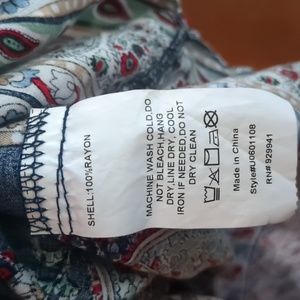 SHELL:100%RAYON
MACHINE WASH COLD.DO
NOT BLEACH.HANG
DRY.LINE DRY. COOL
IRON IF NEEDED.DO NOT
DRY CLEAN
Made in China
Style#U0601108
RN# 929941